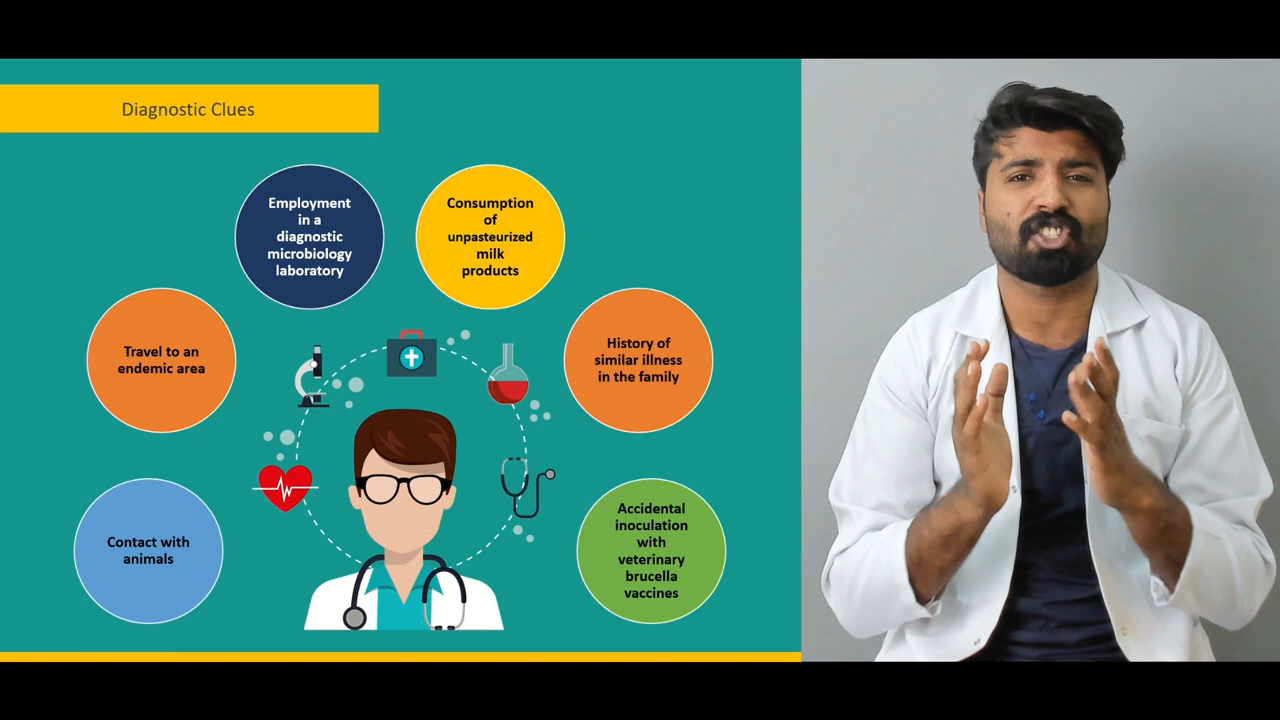 Diagnostic Clues
Employment
in a
diagnostic
microbiology
laboratory
Consumption
of
unpasteurized
milk
products
Travel to an
endemic area
History of
similar illness
in the family
Contact with
animals
Accidental
inoculation
with
veterinary
brucella
vaccines